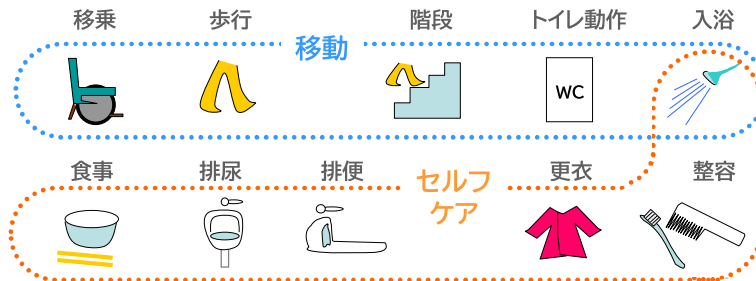 移乗
歩行
移動
階段
トイレ動作
入浴
WC
食事
排尿
排便
セルフ
ケア
更衣
整容